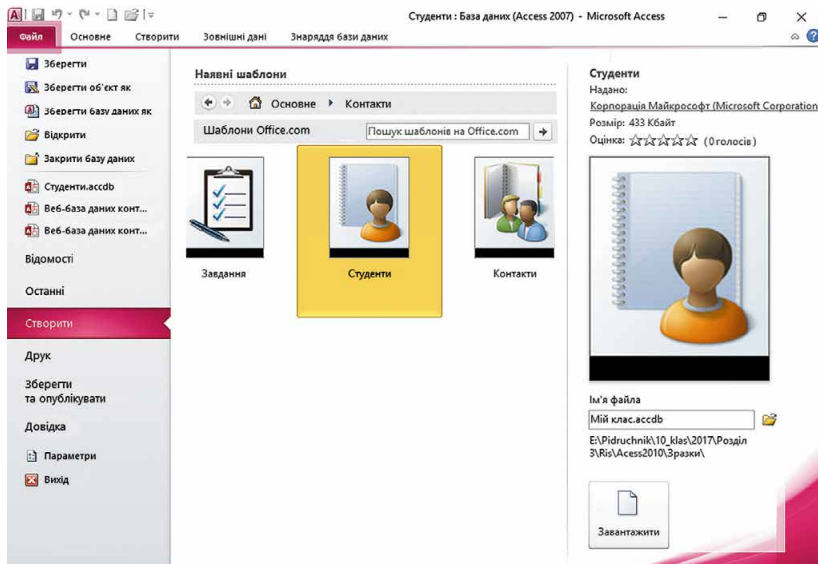 Студенти : База даних (Access 2007) - Microsoft Access
Файл Основне Створити Зовнішні дані Знаряддя бази даних
Зберегти
Зберегти об'єкт як
Зберегти базу даних як
Відкрити
Закрити базу даних
Студенти.accdb
Веб-база даних конт...
Веб-база даних конт...
Відомості
Останні
Створити
Друк
Зберегти
та опублікувати
Довідка
Параметри
Вихід
Наявні шаблони
Основне Контакти
Шаблони Office.com Пошук шаблонів на Office.com
Завдання
Студенти
Контакти
Студенти
Надано:
Корпорація Майкрософт (Microsoft Corporation
Розмір: 433 Кбайт
Оцінка: (0 голосів)
Ім'я файла
Мій клас.accdb
E:\Pidruchnik\10_klas\2017\Розділ
3\Ris\Acess2010\Зразки\
Завантажити